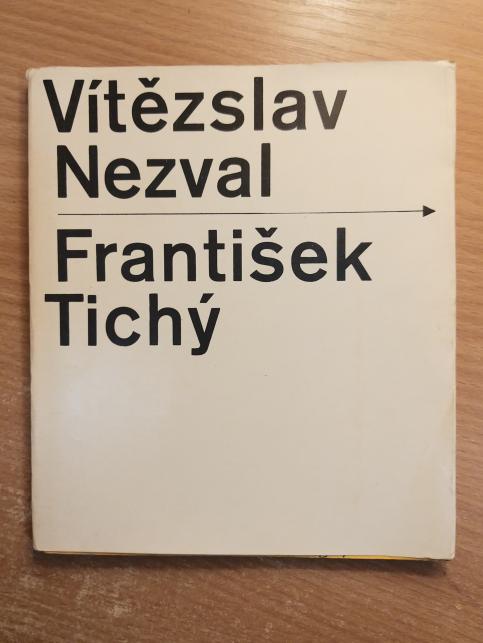 Vítězslav
Nezval
František
Tichý